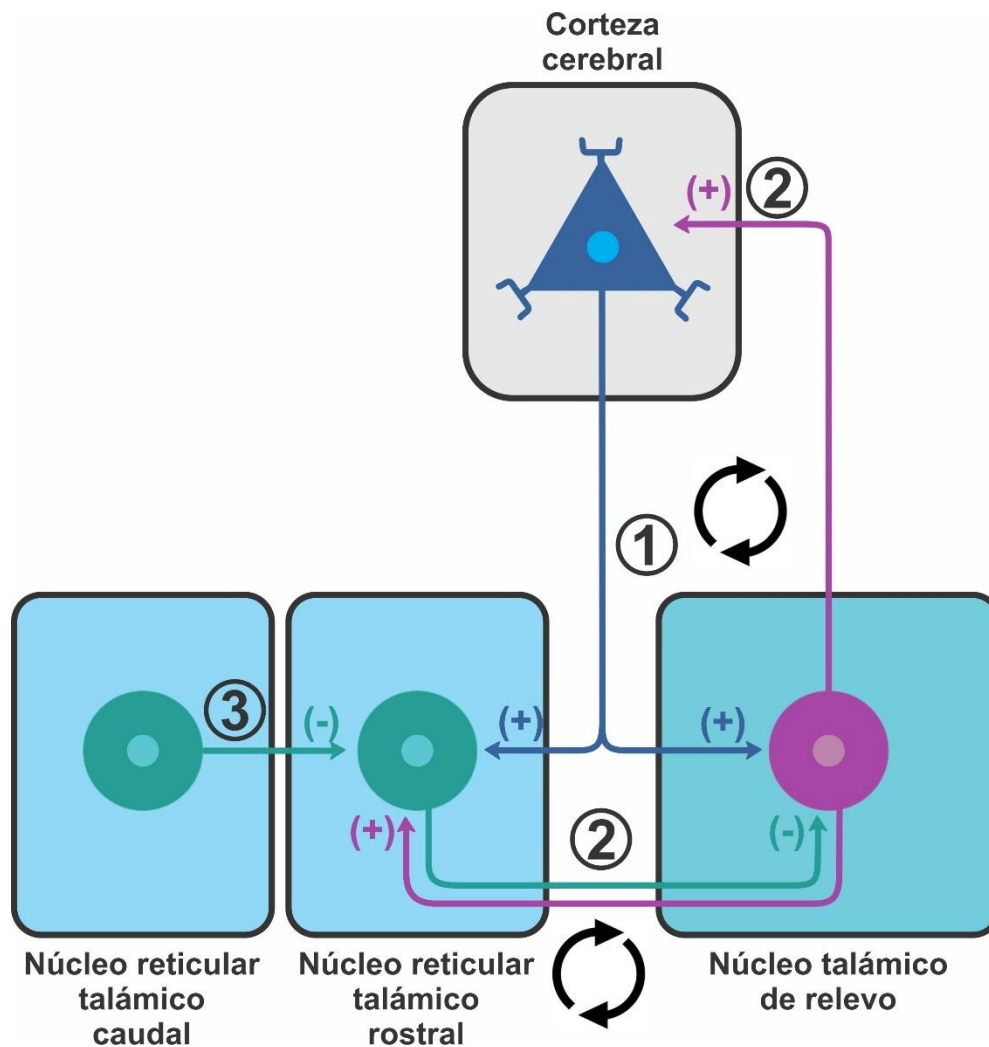 Corteza
cerebral
(+)
2
1
3
(-)
(+)
(+)
(+)
2
(-)
Núcleo reticular
talámico
caudal
Núcleo reticular
talámico
rostral
Núcleo talámico
de relevo